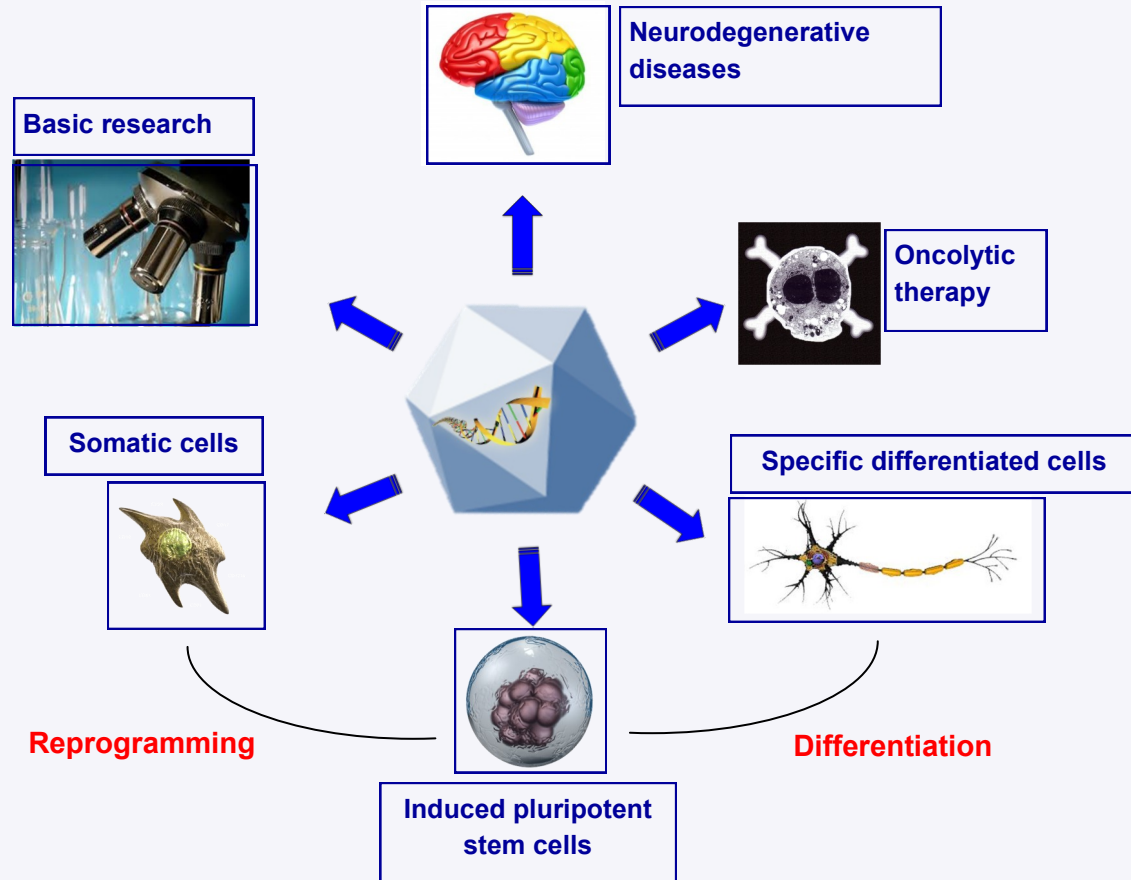 Neurodegenerative
diseases
Basic research
Oncolytic
therapy
Somatic cells
Specific differentiated cells
Reprogramming
Differentiation
Induced pluripotent
stem cells